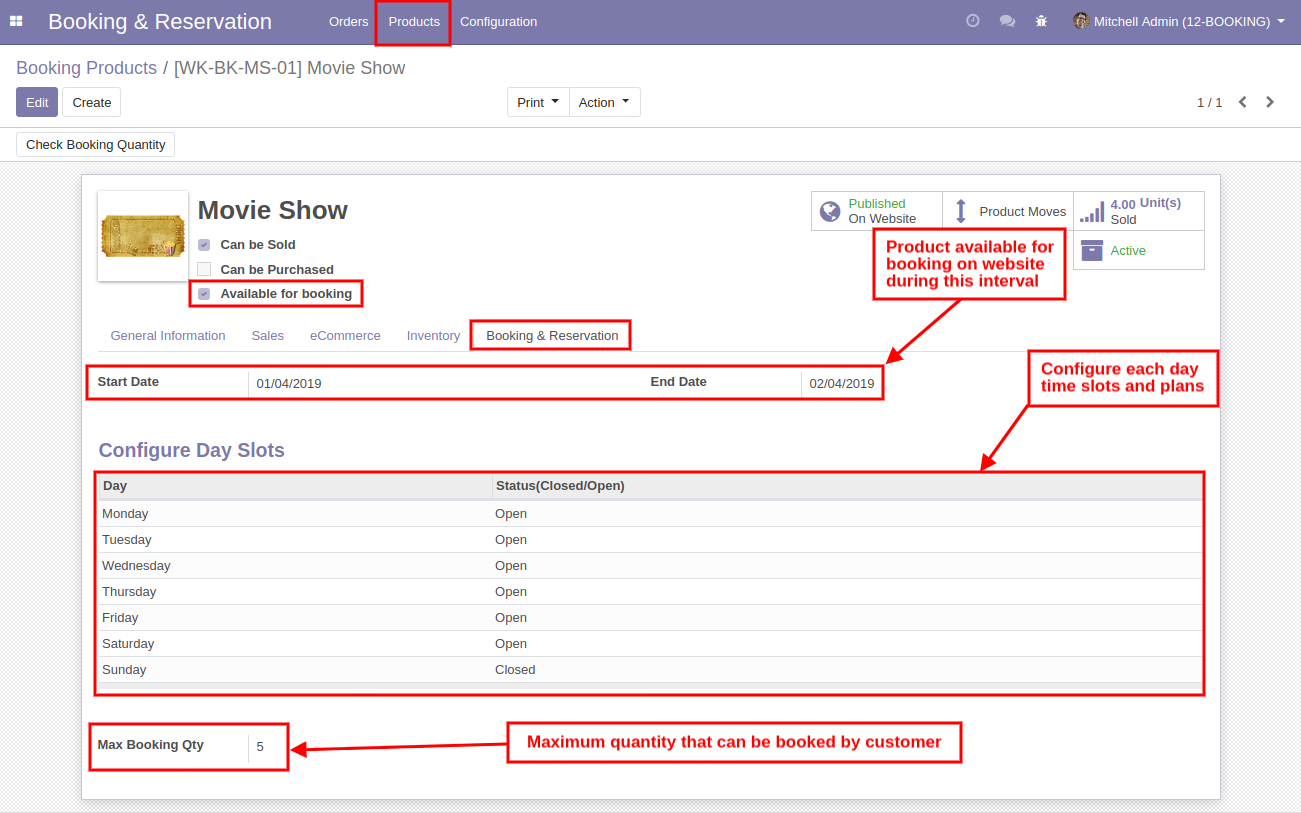 Booking & Reservation
Orders Products Configuration
Mitchell Admin (12-BOOKING)
Booking Products / [WK-BK-MS-01] Movie Show
Edit Create
Print Action
1 / 1
Check Booking Quantity
Movie Show
Can be Sold
Can be Purchased
Available for booking
Published
On Website
Product Moves
4.00 Unit(s)
Sold
Active
Product available for
booking on website
during this interval
General Information Sales eCommerce Inventory Booking & Reservation
Start Date 01/04/2019 End Date 02/04/2019
Configure each day
time slots and plans
Configure Day Slots
Day Status(Closed/Open)
Monday Open
Tuesday Open
Wednesday Open
Thursday Open
Friday Open
Saturday Open
Sunday Closed
Max Booking Qty 5
Maximum quantity that can be booked by customer